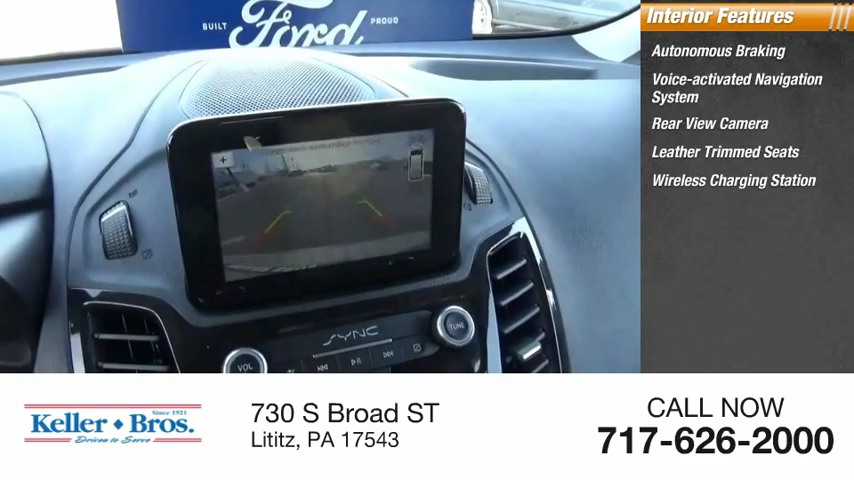 BUILT Ford PROUD
Interior Features
Autonomous Braking
Voice-activated Navigation
System
Rear View Camera
Leather Trimmed Seats
Wireless Charging Station
SYNC
VOL
TUNE
Since 1921
Keller Bros.
Driven to Serve
730 S Broad ST
Lititz, PA 17543
CALL NOW
717-626-2000